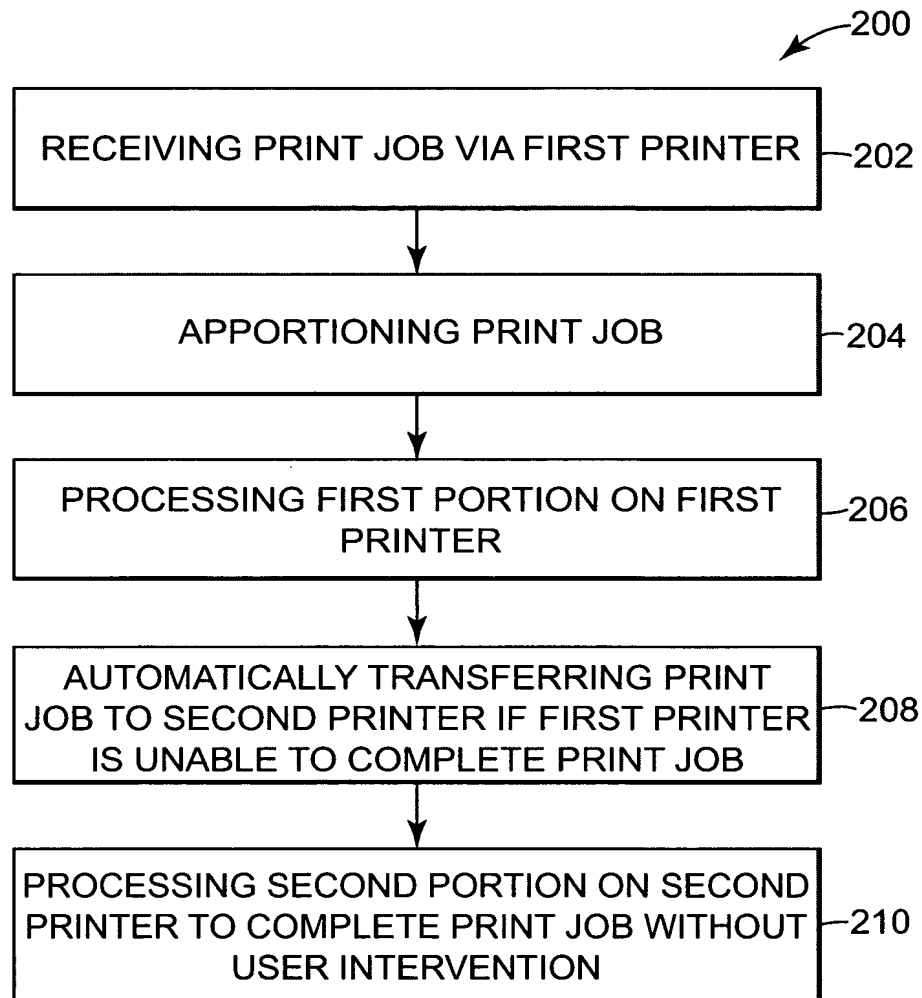 200
RECEIVING PRINT JOB VIA FIRST PRINTER
202
APPORTIONING PRINT JOB
204
PROCESSING FIRST PORTION ON FIRST
PRINTER
206
AUTOMATICALLY TRANSFERRING PRINT
JOB TO SECOND PRINTER IF FIRST PRINTER
IS UNABLE TO COMPLETE PRINT JOB
208
PROCESSING SECOND PORTION ON SECOND
PRINTER TO COMPLETE PRINT JOB WITHOUT
USER INTERVENTION
210